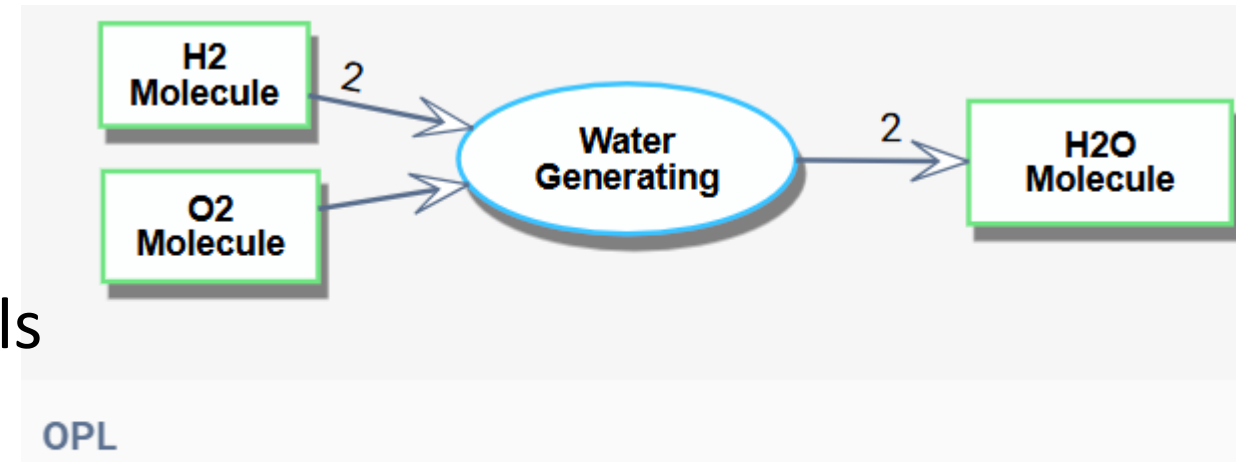 H2
Molecule
2
Water
Generating
2
H2O
Molecule
O2
Molecule
ls
OPL